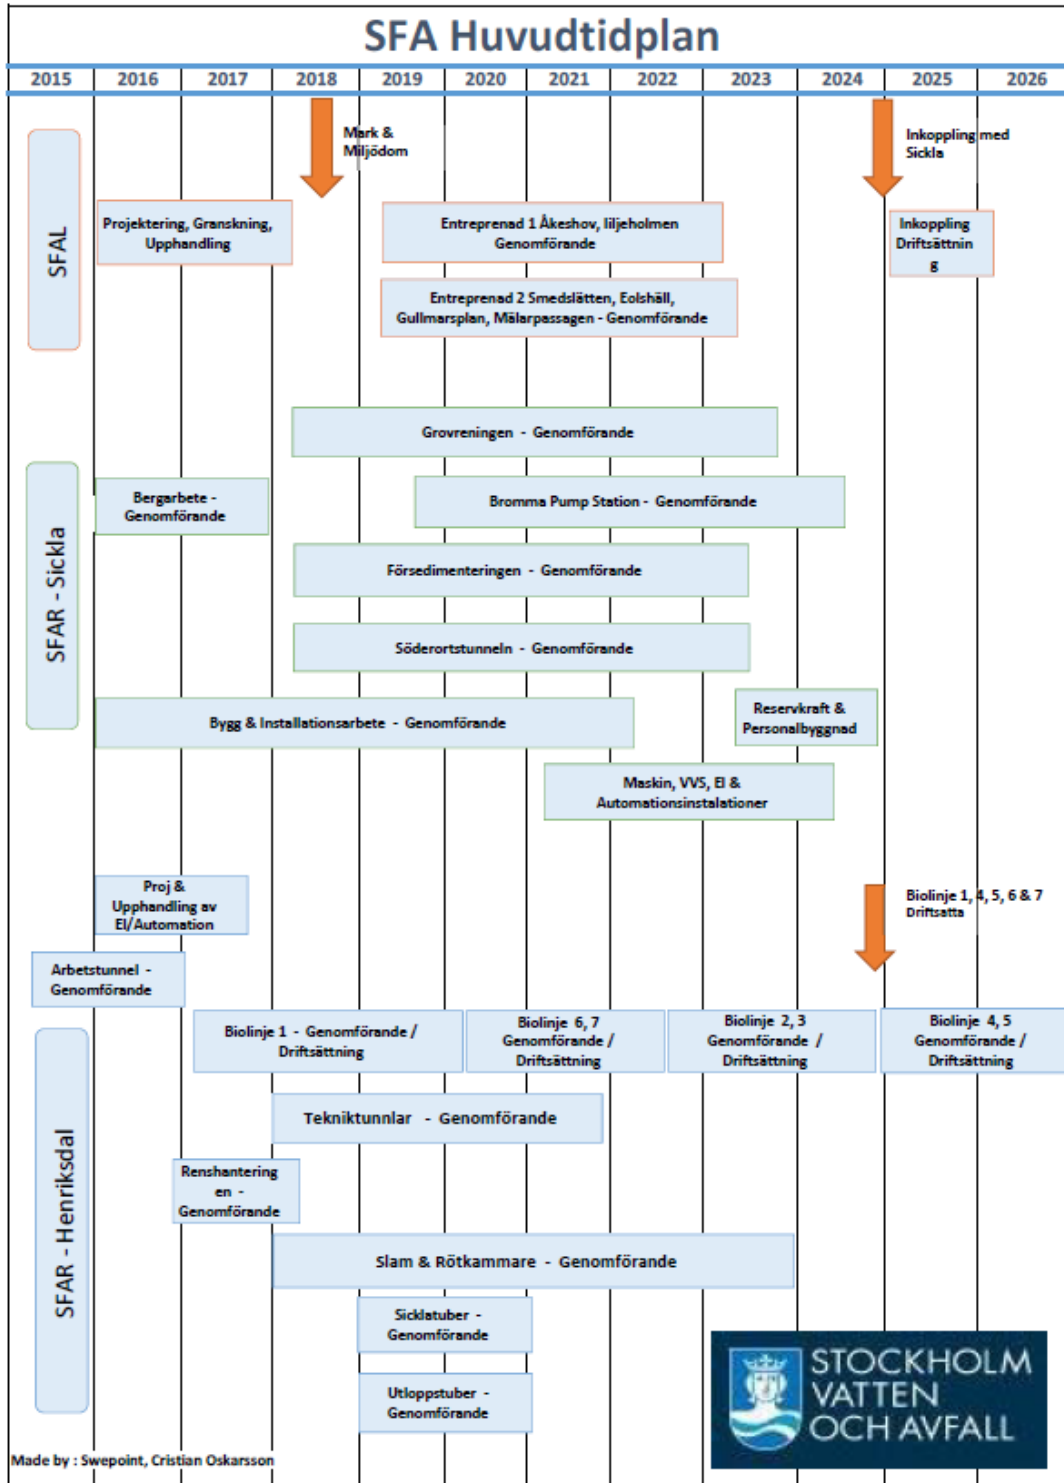 SFA Huvudtidplan
2015 2016 2017 2018 2019 2020 2021 2022 2023 2024 2025 2026
Mark &
Miljödom
Inkoppling med
Sickla
SFAL
Projektering, Granskning,
Upphandling
Entreprenad 1 Åkeshov, liljeholmen
Genomförande
Inkoppling
Driftsättnin
g
Entreprenad 2 Smedslätten, Eolshäll,
Gullmarsplan, Mälarpassagen - Genomförande
SFAR - Sickla
Grovreningen - Genomförande
Bergarbete -
Genomförande
Bromma Pump Station - Genomförande
Försedimenteringen - Genomförande
Söderortstunneln - Genomförande
Bygg & Installationsarbete - Genomförande
Reservkraft &
Personalbyggnad
Maskin, VVS, El &
Automationsinstalationer
SFAR - Henriksdal
Proj &
Upphandling av
El/Automation
Biolinje 1, 4, 5, 6 & 7
Driftsatta
Arbetstunnel -
Genomförande
Biolinje 1 - Genomförande /
Driftsättning
Biolinje 6, 7
Genomförande /
Driftsättning
Biolinje 2, 3
Genomförande /
Driftsättning
Biolinje 4, 5
Genomförande /
Driftsättning
Tekniktunnlar - Genomförande
Renshantering
en -
Genomförande
Slam & Rötkammare - Genomförande
Sicklatuber -
Genomförande
Utloppstuber -
Genomförande
STOCKHOLM
VATTEN
OCH AVFALL
Made by : Swepoint, Cristian Oskarsson